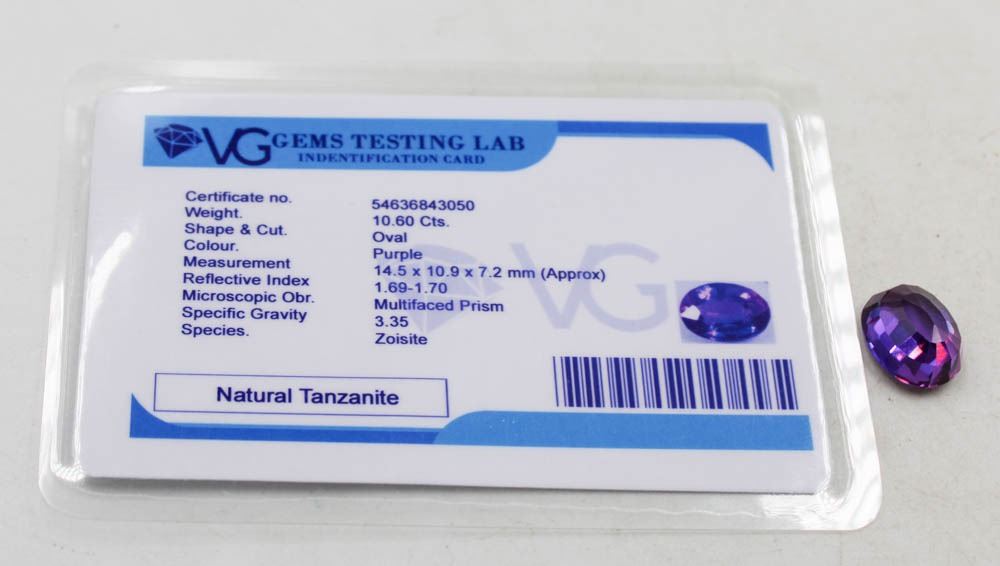 VG GEMS TESTING LAB
INDENTIFICATION CARD
Certificate no. 54636843050
Weight. 10.60 Cts.
Shape & Cut. Oval
Colour. Purple
Measurement 14.5 x 10.9 x 7.2 mm (Approx)
Reflective Index 1.69-1.70
Microscopic Obr. Multifaced Prism
Specific Gravity 3.35
Species. Zoisite
VG
Natural Tanzanite